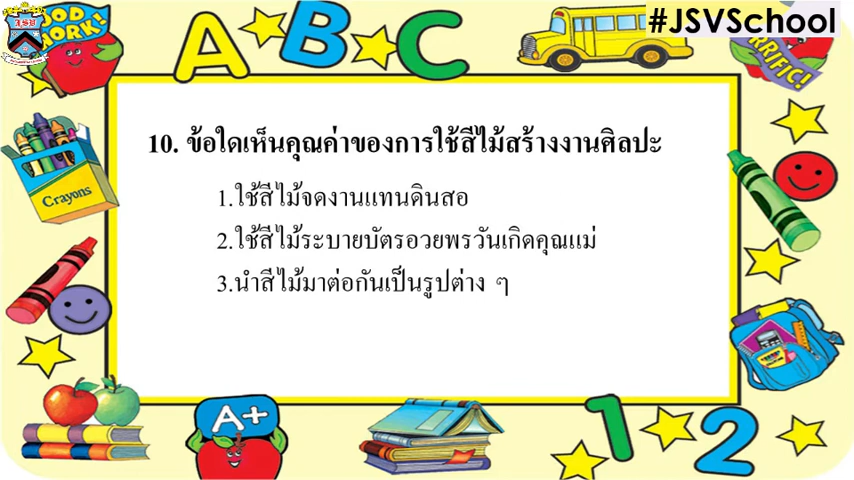 #JSVSchool
GOOD WORK!
JSB
A B C
TERRIFIC!
10. ข้อใดเห็นคุณค่าของการใช้สีไม้สร้างงานศิลปะ
1.ใช้สีไม้จดงานแทนดินสอ
2.ใช้สีไม้ระบายบัตรอวยพรวันเกิดคุณแม่
3.นำสีไม้มาต่อกันเป็นรูปต่าง ๆ
Crayons
A+
1 2